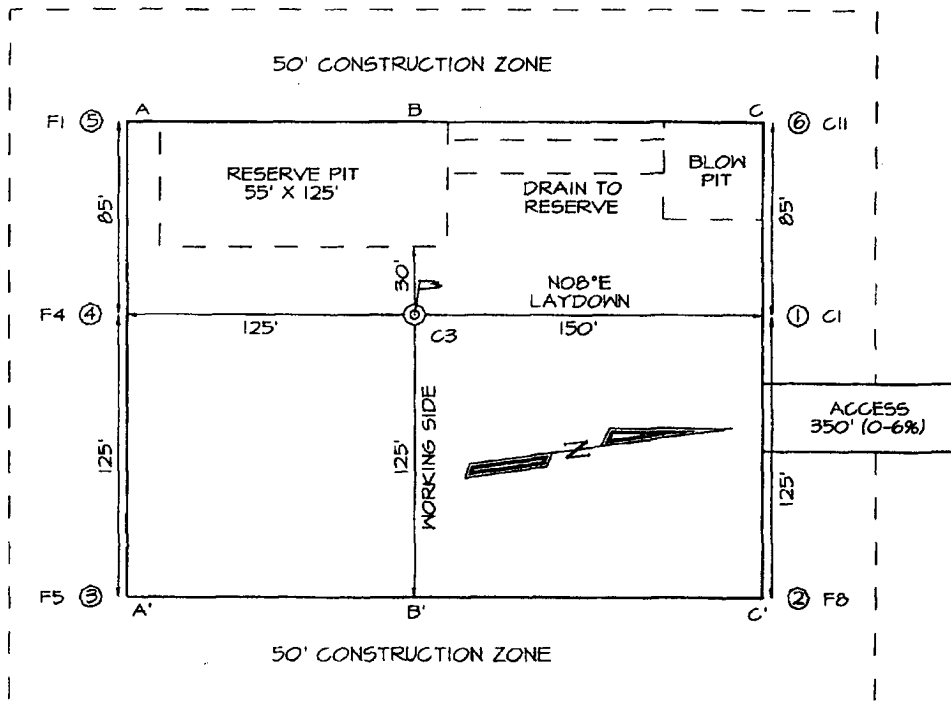 50' CONSTRUCTION ZONE
A
B
C
F1 ⑤
⑥ C11
RESERVE PIT
55' X 125'
BLOW
PIT
DRAIN TO
RESERVE
85'
85'
30'
N08°E
LAYDOWN
F4 ④
① C1
125'
150'
C3
ACCESS
350' (0-6%)
125'
125'
WORKING SIDE
N
125'
F5 ③
② F8
A'
B'
C'
50' CONSTRUCTION ZONE